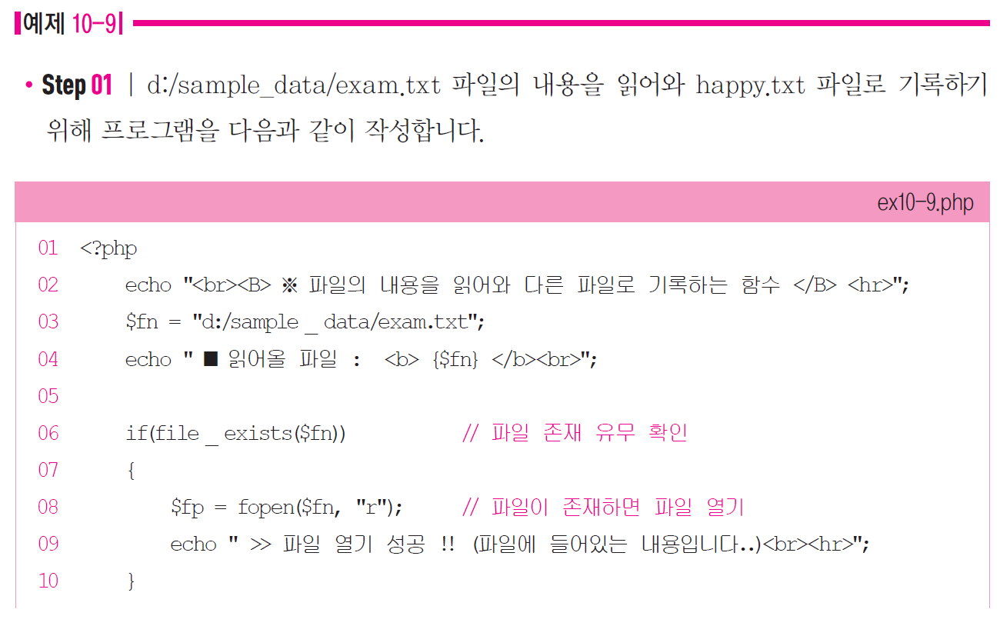 예제 10-9
• Step 01 | d:/sample_data/exam.txt 파일의 내용을 읽어와 happy.txt 파일로 기록하기
위해 프로그램을 다음과 같이 작성합니다.
ex10-9.php
01 <?php
02 echo "<br><B> ※ 파일의 내용을 읽어와 다른 파일로 기록하는 함수 </B> <hr>";
03 $fn = "d:/sample _ data/exam.txt";
04 echo " ■ 읽어올 파일 : <b> {$fn} </b><br>";
05
06 if(file _ exists($fn)) // 파일 존재 유무 확인
07 {
08 $fp = fopen($fn, "r"); // 파일이 존재하면 파일 열기
09 echo " >> 파일 열기 성공 !! (파일에 들어있는 내용입니다..)<br><hr>";
10 }